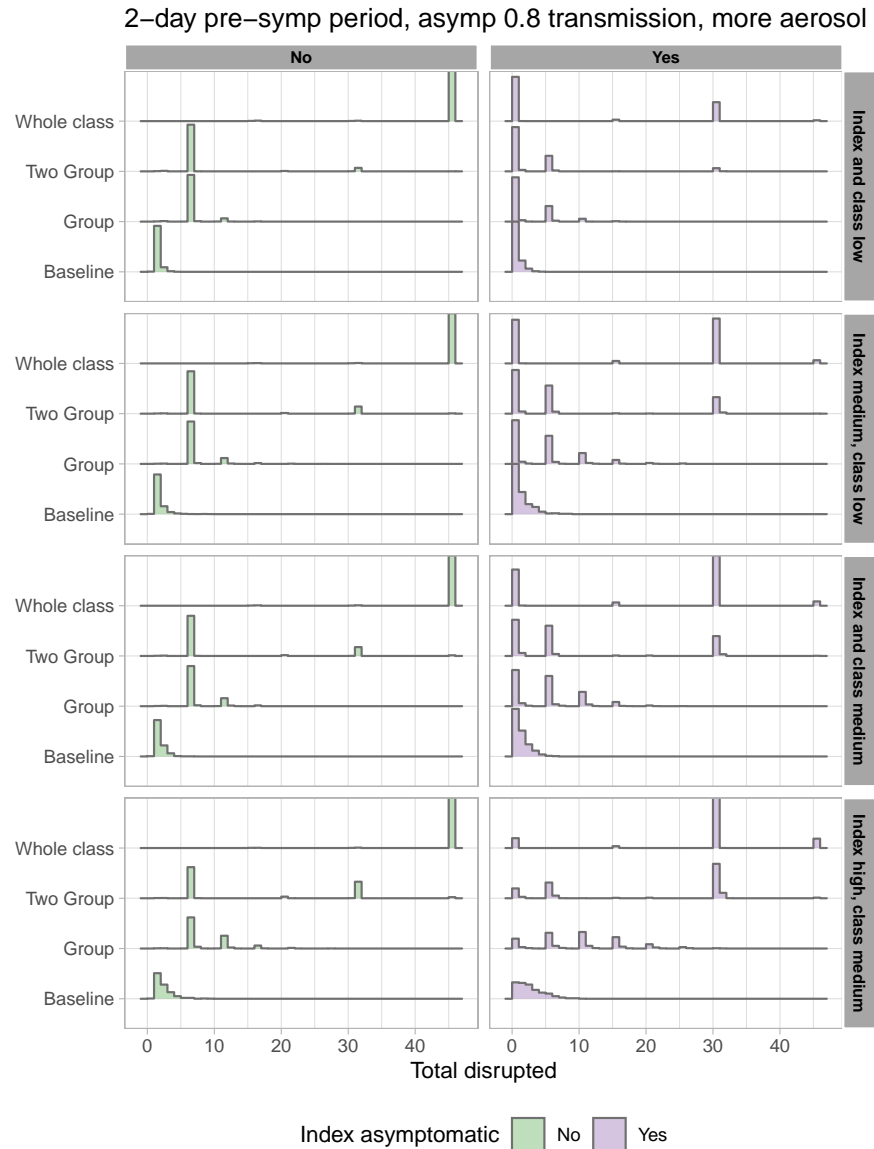 2−day pre−symp period, asymp 0.8 transmission, more aerosol
No
Yes
Whole class
Two Group
Group
Baseline
Index and class low
Whole class
Two Group
Group
Baseline
Index medium, class low
Whole class
Two Group
Group
Baseline
Index and class medium
Whole class
Two Group
Group
Baseline
Index high, class medium
0 10 20 30 40
0 10 20 30 40
Total disrupted
Index asymptomatic No Yes